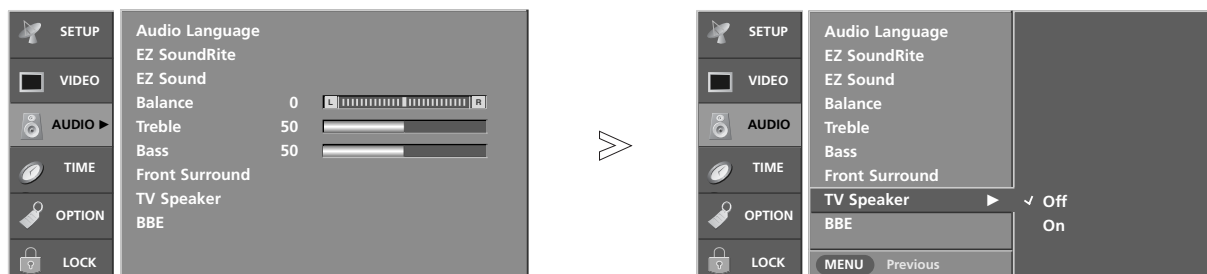 SETUP
VIDEO
AUDIO ►
TIME
OPTION
LOCK
Audio Language
EZ SoundRite
EZ Sound
Balance 0 L R
Treble 50
Bass 50
Front Surround
TV Speaker
BBE
>
SETUP
VIDEO
AUDIO
TIME
OPTION
LOCK
Audio Language
EZ SoundRite
EZ Sound
Balance
Treble
Bass
Front Surround
TV Speaker ► ✓ Off
BBE On
MENU Previous